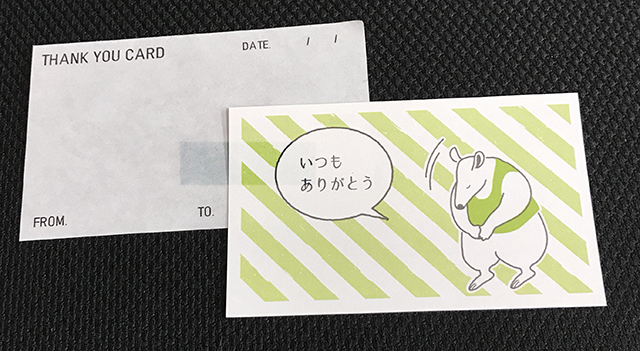 THANK YOU CARD
DATE. / /
FROM.
TO.
いつも
ありがとう